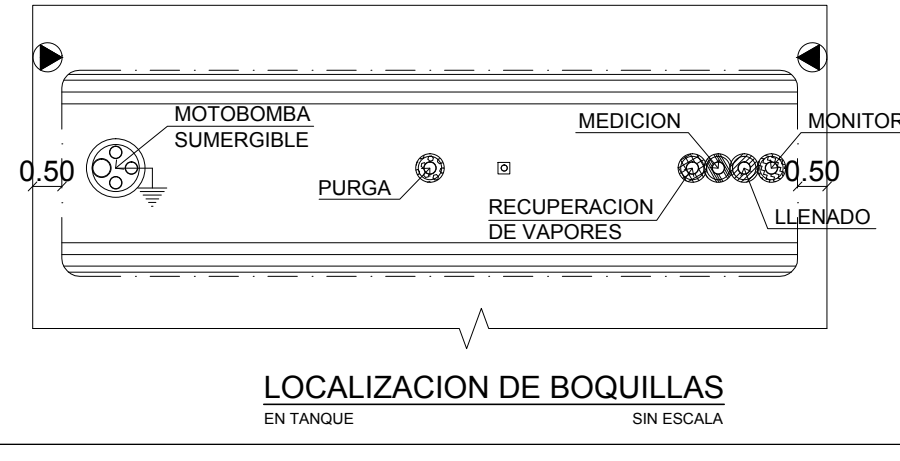 MOTOBOMBA
SUMERGIBLE
MEDICION
MONITOR
0.50
0.50
PURGA
RECUPERACION
DE VAPORES
LLENADO
LOCALIZACION DE BOQUILLAS
EN TANQUE
SIN ESCALA